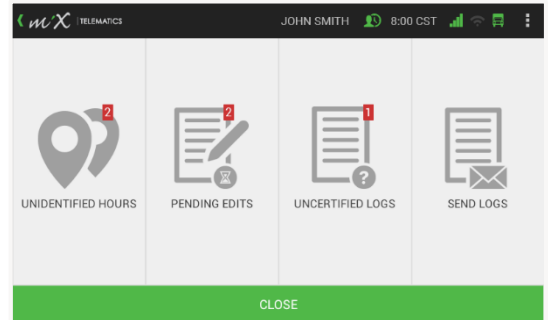 mix TELEMATICS JOHN SMITH 8:00 CST
2 2 1
?
UNIDENTIFIED HOURS PENDING EDITS UNCERTIFIED LOGS SEND LOGS
CLOSE